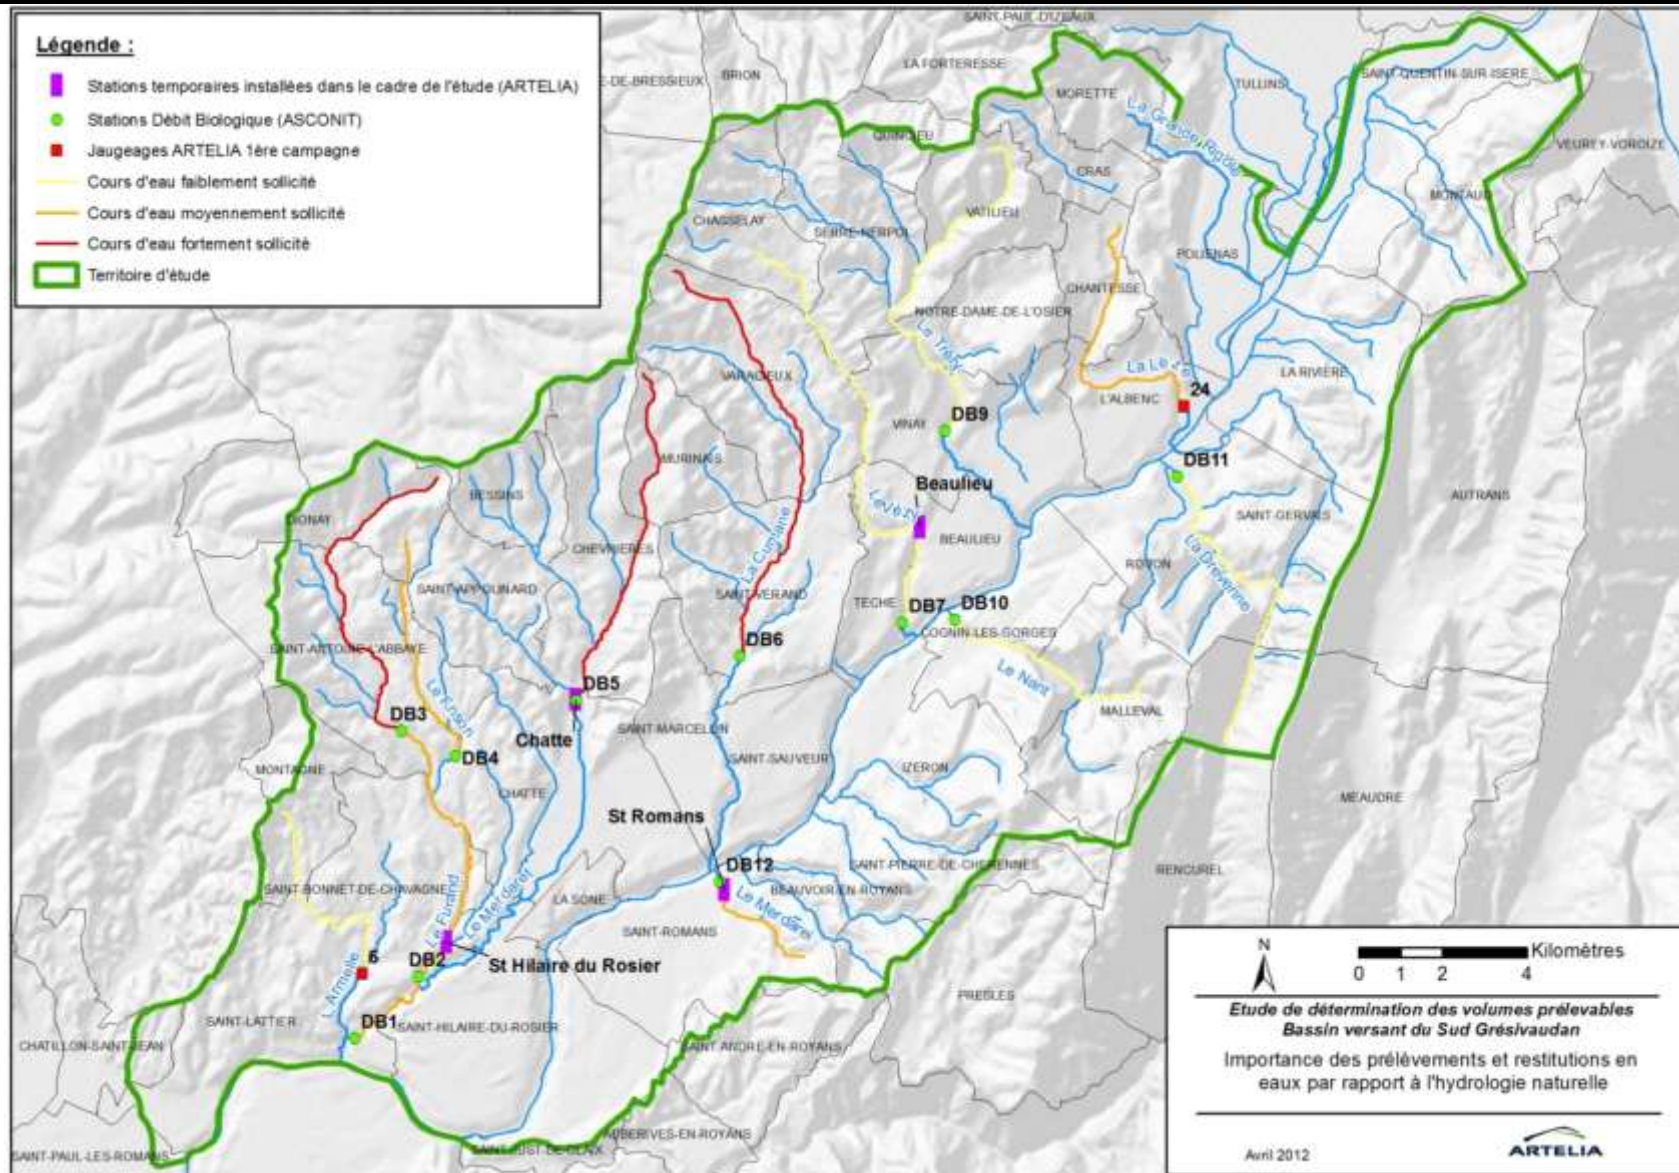 Légende :
Stations temporaires installées dans le cadre de l'étude (ARTELIA)
Stations Débit Biologique (ASCONIT)
Jaugeages ARTELIA 1ère campagne
Cours d'eau faiblement sollicité
Cours d'eau moyennement sollicité
Cours d'eau fortement sollicité
Territoire d'étude
SAINT-PAUL-D'IZEAUX
LA FORTERESSE
BRION
E-DE-BRESSIEUX
MORETTE
TULLINS
SAINT-QUENTIN-SUR-ISERE
VEUREY-VOROIZE
QUINCIEU
La Grande Rigole
CRAS
MONTAUD
CHASSELAY
SERRE-NERPOL
VATILIEU
POLIENAS
CHANTESSE
NOTRE-DAME-DE-L'OSIER
Le Tréry
VARACIEUX
La Lèze
LA RIVIERE
24
L'ALBENC
DB9
VINAY
MURINAIS
DB11
Beaulieu
AUTRANS
BESSINS
DIONAY
SAINT-GERVAIS
Le Vézy
BEAULIEU
CHEVRIERES
La Cumane
ROVON
La Drevenne
SAINT-APPOLINARD
SAINT-VERAND
TECHE
DB7
DB10
COGNIN-LES-GORGES
DB6
SAINT-ANTOINE-L'ABBAYE
Le Frison
Le Nant
DB5
MALLEVAL
DB3
SAINT-MARCELLIN
Chatte
DB4
SAINT-SAUVEUR
MONTAGNE
IZERON
CHATTE
MEAUDRE
St Romans
DB12
SAINT-PIERRE-DE-CHERENNES
RENCUREL
SAINT-BONNET-DE-CHAVAGNE
BEAUVOIR-EN-ROYANS
LA SONE
Le Furand
Le Merdaret
Le Merdaret
SAINT-ROMANS
6
DB2
St Hilaire du Rosier
L'Armelle
PRESLES
SAINT-LATTIER
DB1
SAINT-HILAIRE-DU-ROSIER
CHATILLON-SAINT-JEAN
SAINT ANDRE-EN-ROYANS
AUBERIVES-EN-ROYANS
SAINT-JUST-DE-CLAIX
SAINT-PAUL-LES-ROMANS
N
Kilomètres
0 1 2 4
Etude de détermination des volumes prélevables
Bassin versant du Sud Grésivaudan
Importance des prélèvements et restitutions en
eaux par rapport à l'hydrologie naturelle
Avril 2012
ARTELIA